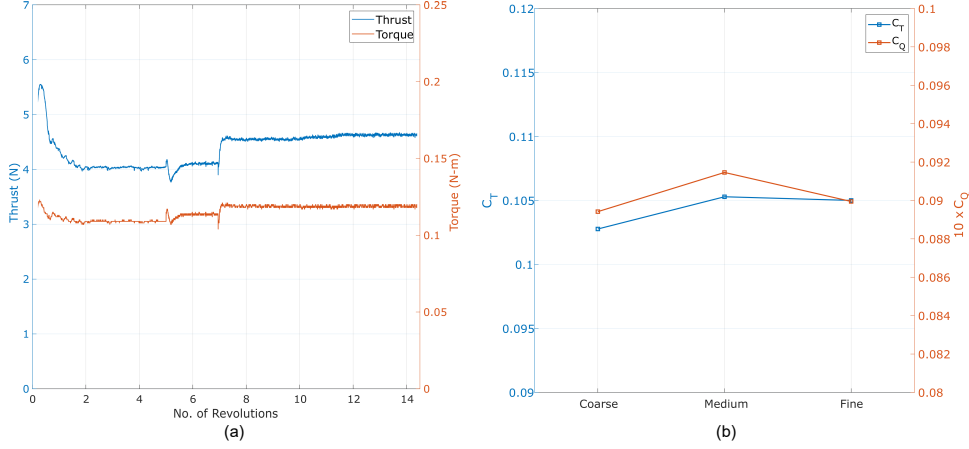 7
6
5
4
3
2
1
0
Thrust (N)
0.25
0.2
0.15
0.1
0.05
0
Torque (N-m)
Thrust
Torque
0 2 4 6 8 10 12 14
No. of Revolutions
(a)
0.12
0.115
0.11
0.105
0.1
0.095
0.09
C_T
0.1
0.098
0.096
0.094
0.092
0.09
0.088
0.086
0.084
0.082
0.08
10 x C_Q
C_T
C_Q
Coarse Medium Fine
(b)